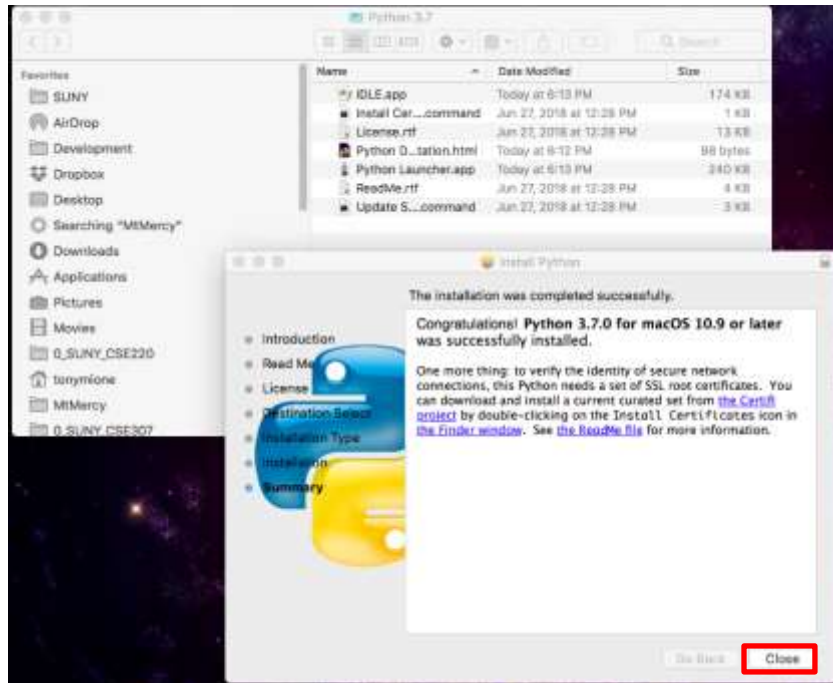 Python 3.7
Search
Favorites
SUNY
AirDrop
Development
Dropbox
Desktop
Searching "MtMercy"
Downloads
Applications
Pictures
Movies
0_SUNY_CSE220
tonymione
MtMercy
0_SUNY_CSE307
Name Date Modified Size
IDLE.app Today at 6:13 PM 174 KB
Install Cer....command Jun 27, 2018 at 12:28 PM 1 KB
License.rtf Jun 27, 2018 at 12:28 PM 13 KB
Python D...tation.html Today at 6:12 PM 98 bytes
Python Launcher.app Today at 6:13 PM 240 KB
ReadMe.rtf Jun 27, 2018 at 12:28 PM 4 KB
Update S....command Jun 27, 2018 at 12:28 PM 3 KB
Install Python
The installation was completed successfully.
Introduction
Read Me
License
Destination Select
Installation Type
Installation
Summary
Congratulations! Python 3.7.0 for macOS 10.9 or later
was successfully installed.
One more thing: to verify the identity of secure network
connections, this Python needs a set of SSL root certificates. You
can download and install a current curated set from the Certifi
project by double-clicking on the Install Certificates icon in
the Finder window. See the ReadMe file for more information.
Go Back Close